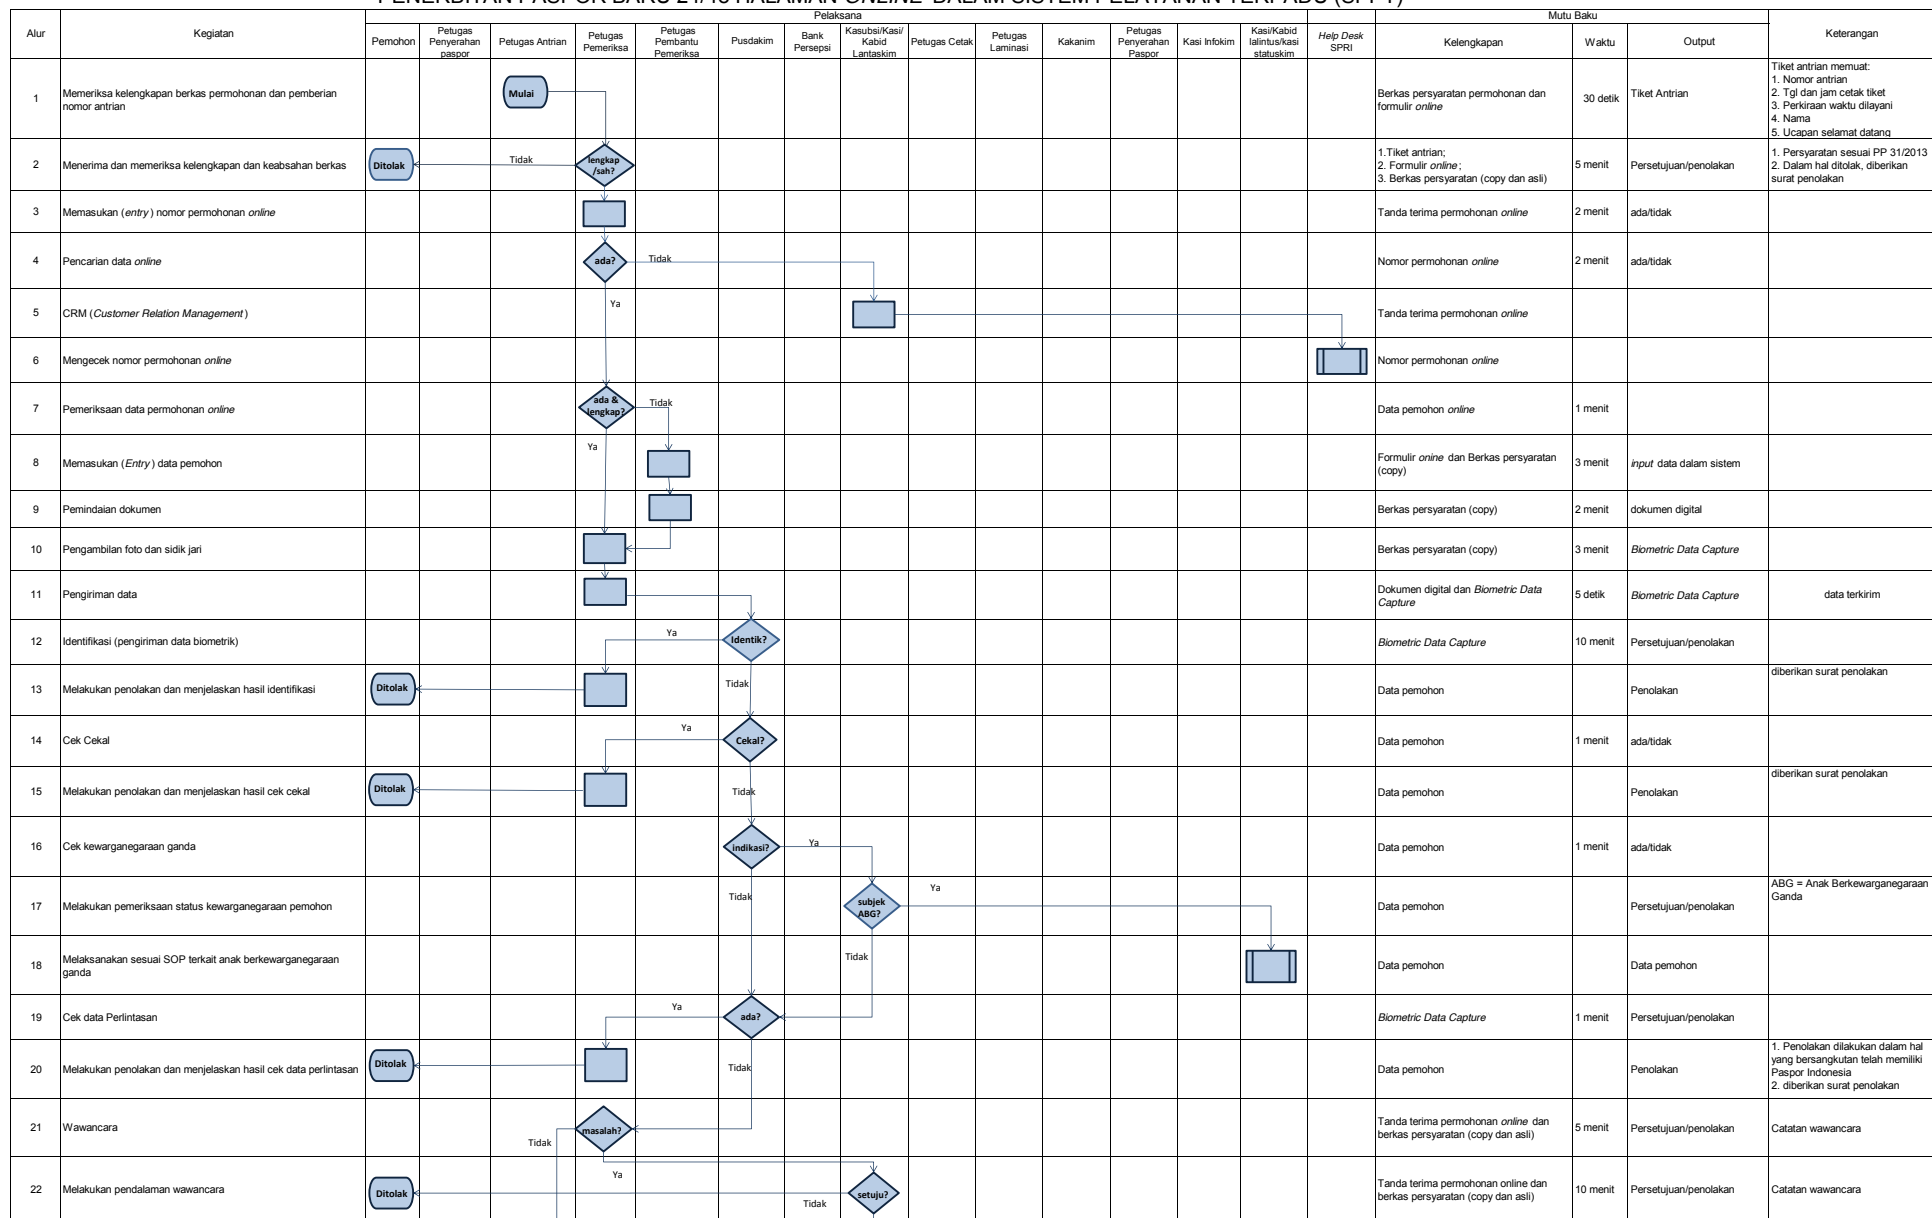 PENERBITAN PASPOR BARU 24/48 HALAMAN ONLINE DALAM SISTEM PELAYANAN TERPADU (SPPT)
Alur
Kegiatan
Pelaksana
Mutu Baku
Keterangan
Pemohon
Petugas
Penyerahan
paspor
Petugas Antrian
Petugas
Pemeriksa
Petugas
Pembantu
Pemeriksa
Pusdakim
Bank
Persepsi
Kasubsi/Kasi/
Kabid
Lantaskim
Petugas Cetak
Petugas
Laminasi
Kakanim
Petugas
Penyerahan
Paspor
Kasi Infokim
Kasi/Kabid
lalintus/kasi
statuskim
Help Desk
SPRI
Kelengkapan
Waktu
Output
1
Memeriksa kelengkapan berkas permohonan dan pemberian
nomor antrian
Mulai
Berkas persyaratan permohonan dan
formulir online
30 detik
Tiket Antrian
Tiket antrian memuat:
1. Nomor antrian
2. Tgl dan jam cetak tiket
3. Perkiraan waktu dilayani
4. Nama
5. Ucapan selamat datang
2
Menerima dan memeriksa kelengkapan dan keabsahan berkas
Ditolak
Tidak
lengkap
/sah?
1.Tiket antrian;
2. Formulir online;
3. Berkas persyaratan (copy dan asli)
5 menit
Persetujuan/penolakan
1. Persyaratan sesuai PP 31/2013
2. Dalam hal ditolak, diberikan
surat penolakan
3
Memasukan (entry) nomor permohonan online
Tanda terima permohonan online
2 menit
ada/tidak
4
Pencarian data online
ada?
Tidak
Nomor permohonan online
2 menit
ada/tidak
5
CRM (Customer Relation Management)
Ya
Tanda terima permohonan online
6
Mengecek nomor permohonan online
Nomor permohonan online
7
Pemeriksaan data permohonan online
ada &
lengkap?
Tidak
Data pemohon online
1 menit
8
Memasukan (Entry) data pemohon
Ya
Formulir onine dan Berkas persyaratan
(copy)
3 menit
input data dalam sistem
9
Pemindaian dokumen
Berkas persyaratan (copy)
2 menit
dokumen digital
10
Pengambilan foto dan sidik jari
Berkas persyaratan (copy)
3 menit
Biometric Data Capture
11
Pengiriman data
Dokumen digital dan Biometric Data
Capture
5 detik
Biometric Data Capture
data terkirim
12
Identifikasi (pengiriman data biometrik)
Ya
Identik?
Biometric Data Capture
10 menit
Persetujuan/penolakan
13
Melakukan penolakan dan menjelaskan hasil identifikasi
Ditolak
Tidak
Data pemohon
Penolakan
diberikan surat penolakan
14
Cek Cekal
Ya
Cekal?
Data pemohon
1 menit
ada/tidak
15
Melakukan penolakan dan menjelaskan hasil cek cekal
Ditolak
Tidak
Data pemohon
Penolakan
diberikan surat penolakan
16
Cek kewarganegaraan ganda
indikasi?
Ya
Data pemohon
1 menit
ada/tidak
17
Melakukan pemeriksaan status kewarganegaraan pemohon
Tidak
subjek
ABG?
Ya
Data pemohon
Persetujuan/penolakan
ABG = Anak Berkewarganegaraan
Ganda
18
Melaksanakan sesuai SOP terkait anak berkewarganegaraan
ganda
Tidak
Data pemohon
Data pemohon
19
Cek data Perlintasan
Ya
ada?
Biometric Data Capture
1 menit
Persetujuan/penolakan
20
Melakukan penolakan dan menjelaskan hasil cek data perlintasan
Ditolak
Tidak
Data pemohon
Penolakan
1. Penolakan dilakukan dalam hal
yang bersangkutan telah memiliki
Paspor Indonesia
2. diberikan surat penolakan
21
Wawancara
Tidak
masalah?
Tanda terima permohonan online dan
berkas persyaratan (copy dan asli)
5 menit
Persetujuan/penolakan
Catatan wawancara
22
Melakukan pendalaman wawancara
Ditolak
Ya
Tidak
setuju?
Tanda terima permohonan online dan
berkas persyaratan (copy dan asli)
10 menit
Persetujuan/penolakan
Catatan wawancara